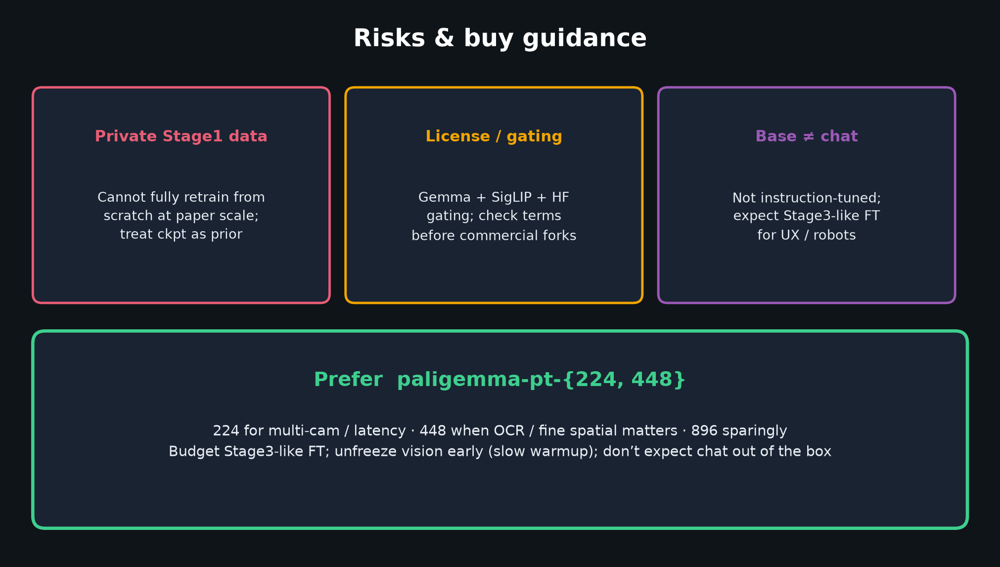 Risks & buy guidance
Private Stage1 data
Cannot fully retrain from
scratch at paper scale;
treat ckpt as prior
License / gating
Gemma + SigLIP + HF
gating; check terms
before commercial forks
Base ≠ chat
Not instruction-tuned;
expect Stage3-like FT
for UX / robots
Prefer  paligemma-pt-{224, 448}
224 for multi-cam / latency · 448 when OCR / fine spatial matters · 896 sparingly
Budget Stage3-like FT; unfreeze vision early (slow warmup); don’t expect chat out of the box